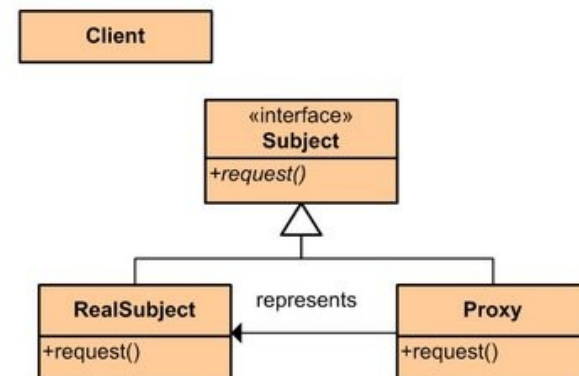 Client
«interface»
Subject
+request()
RealSubject
+request()
represents
Proxy
+request()